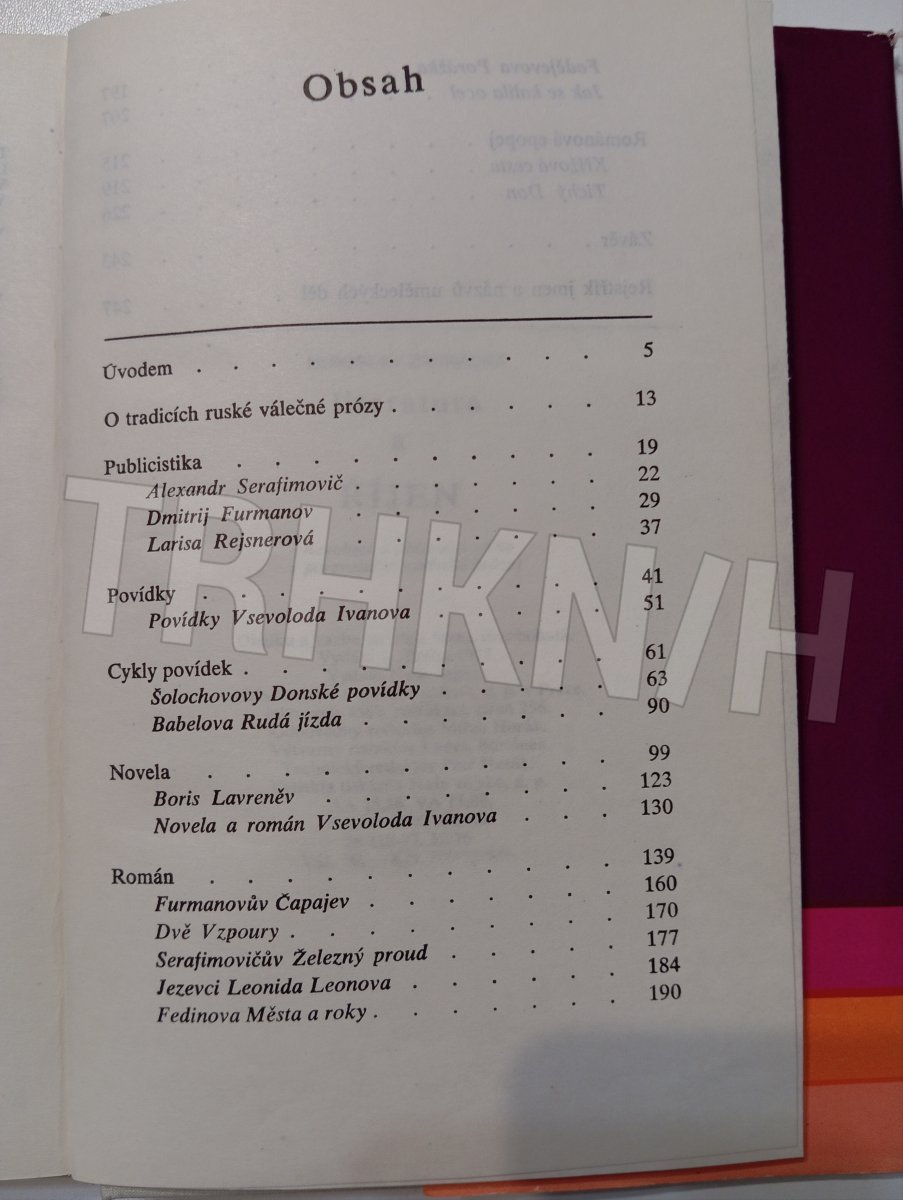 Obsah
Úvodem . . . . . . . . . . . 5
O tradicích ruské válečné prózy . . . . . . 13
Publicistika . . . . . . . . . . 19
Alexandr Serafimovič . . . . . . . 22
Dmitrij Furmanov . . . . . . . 29
Larisa Rejsnerová . . . . . . . 37
Povídky . . . . . . . . . . . 41
Povídky Vsevoloda Ivanova . . . . . 51
Cykly povídek . . . . . . . . . . 61
Šolochovovy Donské povídky . . . . . 63
Babelova Rudá jízda . . . . . . . 90
Novela . . . . . . . . . . . 99
Boris Lavreněv . . . . . . . . 123
Novela a román Vsevoloda Ivanova . . . 130
Román . . . . . . . . . . . 139
Furmanovův Čapajev . . . . . . . 160
Dvě Vzpoury . . . . . . . . . 170
Serafimovičův Železný proud . . . . . 177
Jezevci Leonida Leonova . . . . . . 184
Fedinova Města a roky . . . . . . . 190
TRHKNIH